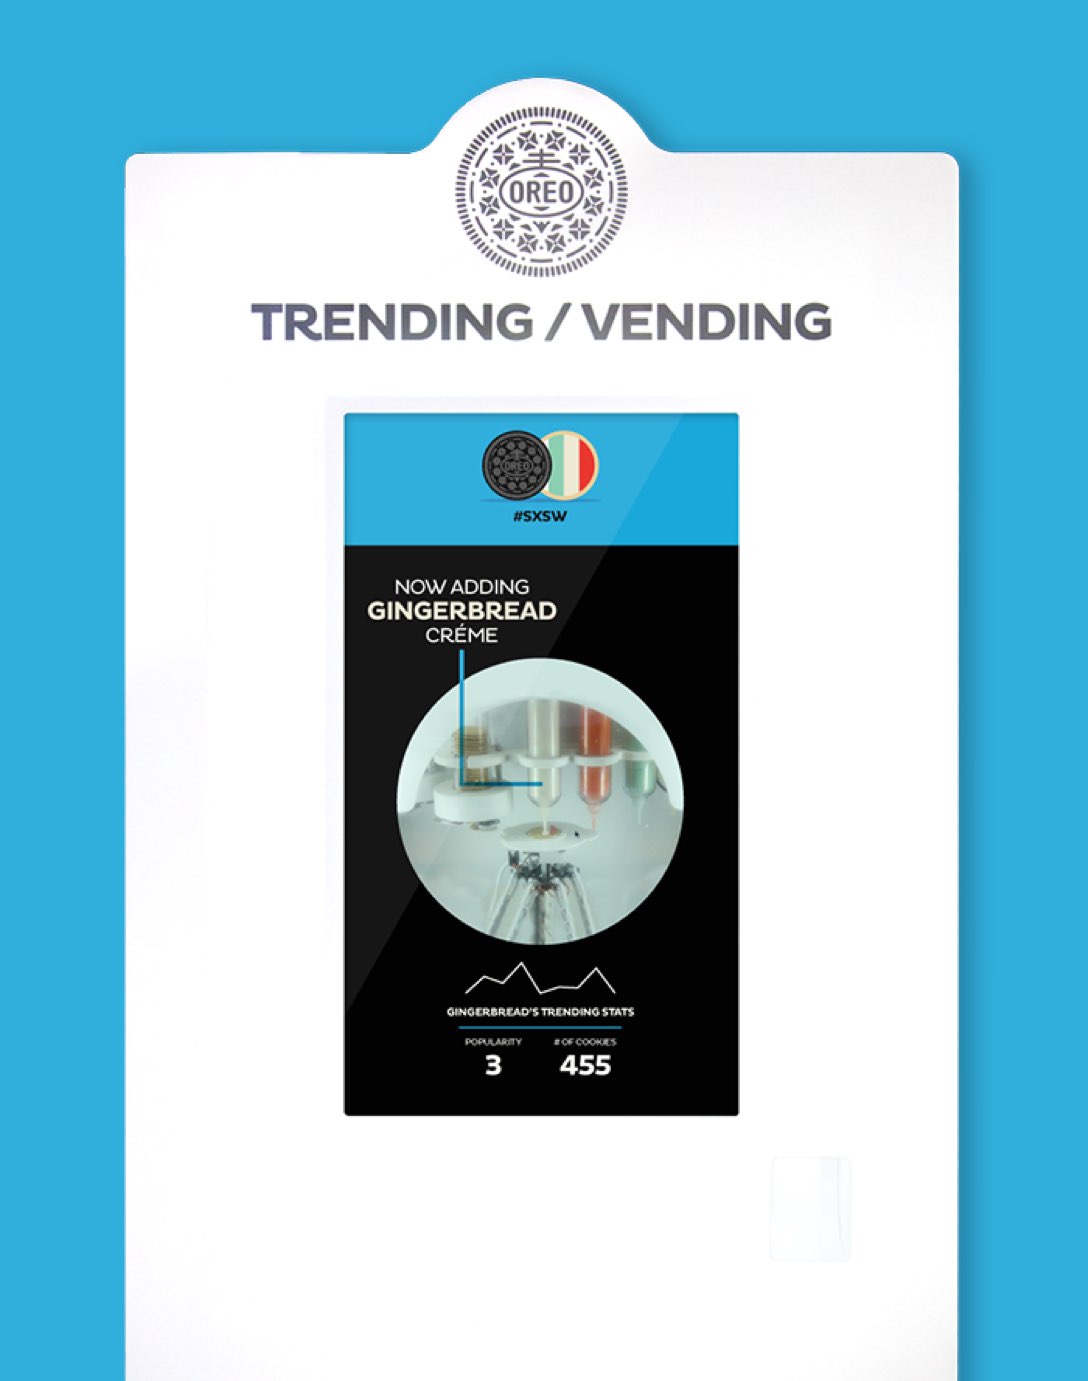 OREO
TRENDING / VENDING
OREO
#SXSW
NOW ADDING
GINGERBREAD
CRÉME
GINGERBREAD'S TRENDING STATS
POPULARITY # OF COOKIES
3 455